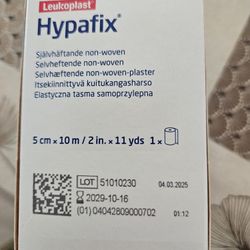 Leukoplast®
Hypafix®
Självhäftande non-woven
Selvheftende non-woven
Selvhæftende non-woven-plaster
Itsekiinnittyvä kuitukangasharso
Elastyczna tasma samoprzylepna
5 cm x 10 m / 2 in. x 11 yds 1x
LOT 51010230 04.03.2025
2029-10-16
(01) 04042809000702 01:12